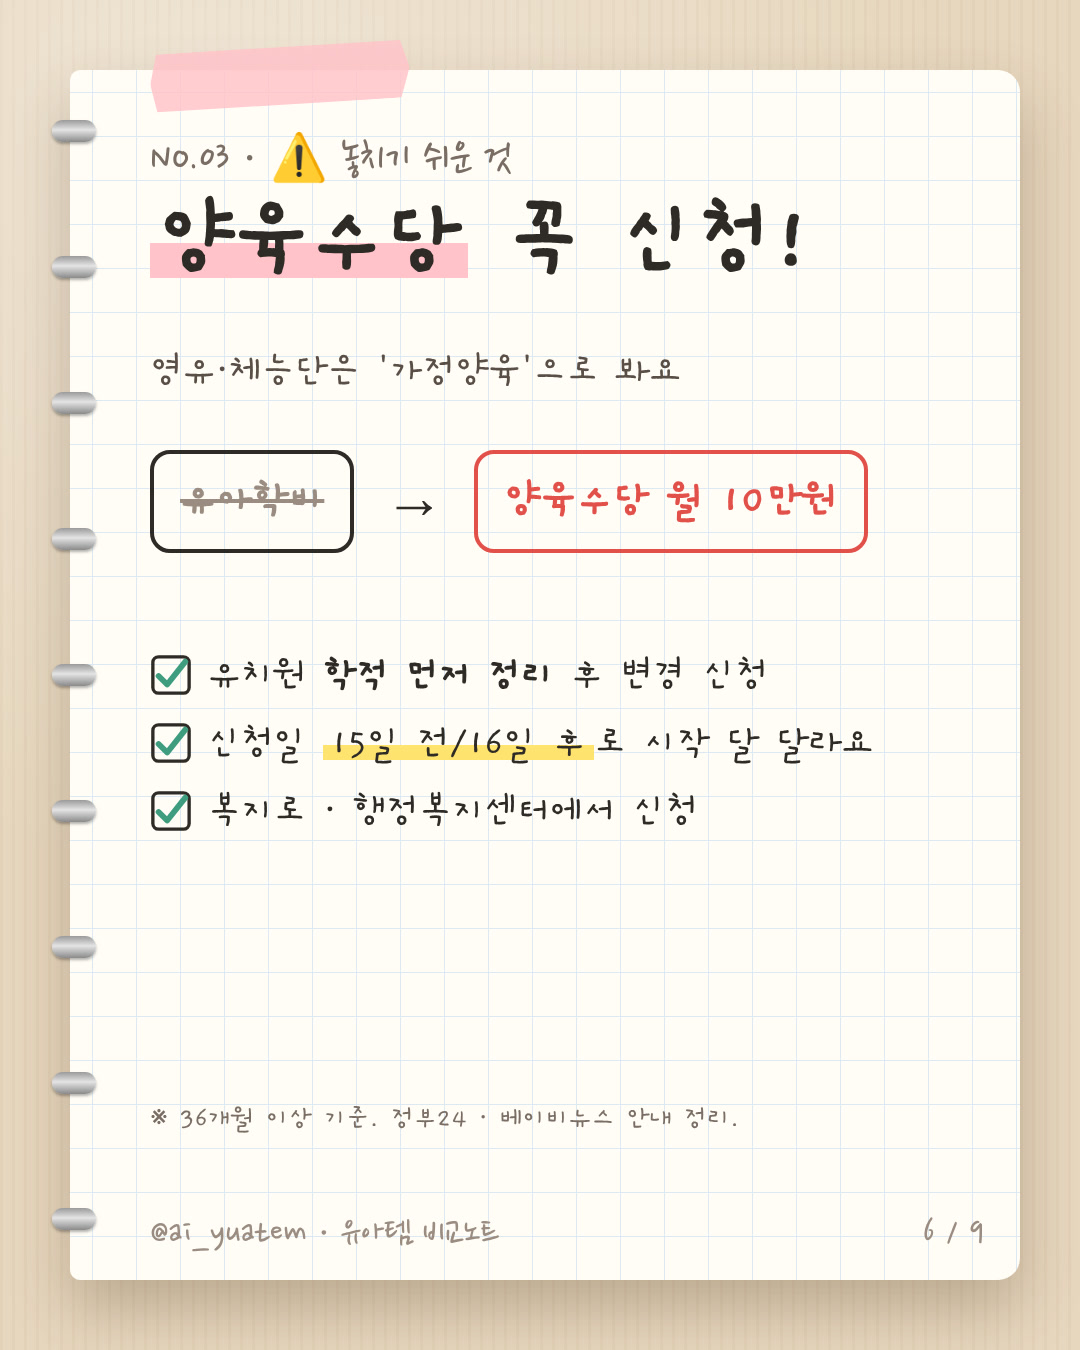 NO.03 · ⚠️ 놓치기 쉬운 것
양육수당 꼭 신청!
영유·체능단은 '가정양육'으로 봐요
유아학비 → 양육수당 월 10만원
유치원 학적 먼저 정리 후 변경 신청
신청일 15일 전/16일 후로 시작 달 달라요
복지로 · 행정복지센터에서 신청
※ 36개월 이상 기준. 정부24 · 베이비뉴스 안내 정리.
@ai_yuatem · 유아템 비교노트
6 / 9